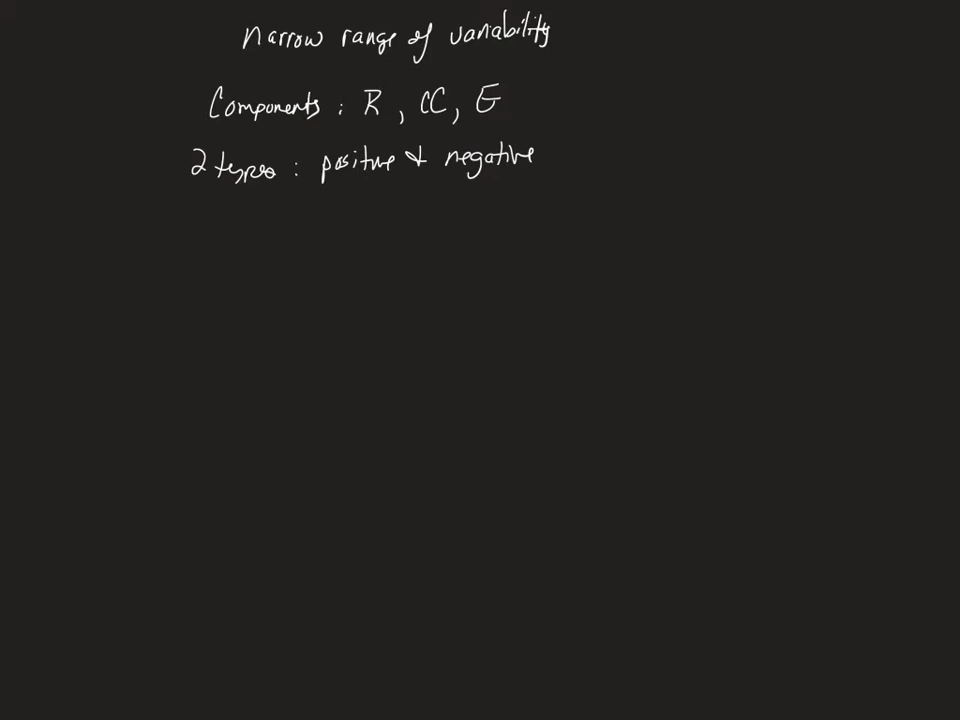 narrow range of variability
Components : R , CC , E
2 types : positive & negative